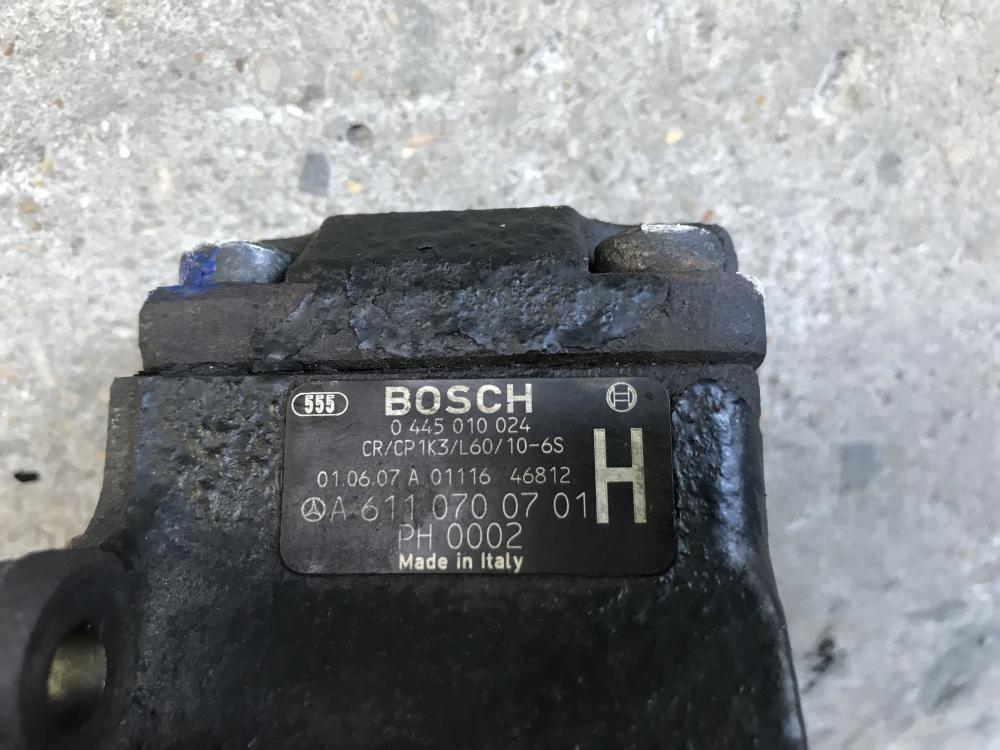 555 BOSCH
0 445 010 024
CR/CP1K3/L60/10-6S
01.06.07 A 01116 46812
A 611 070 07 01 H
PH 0002
Made in Italy